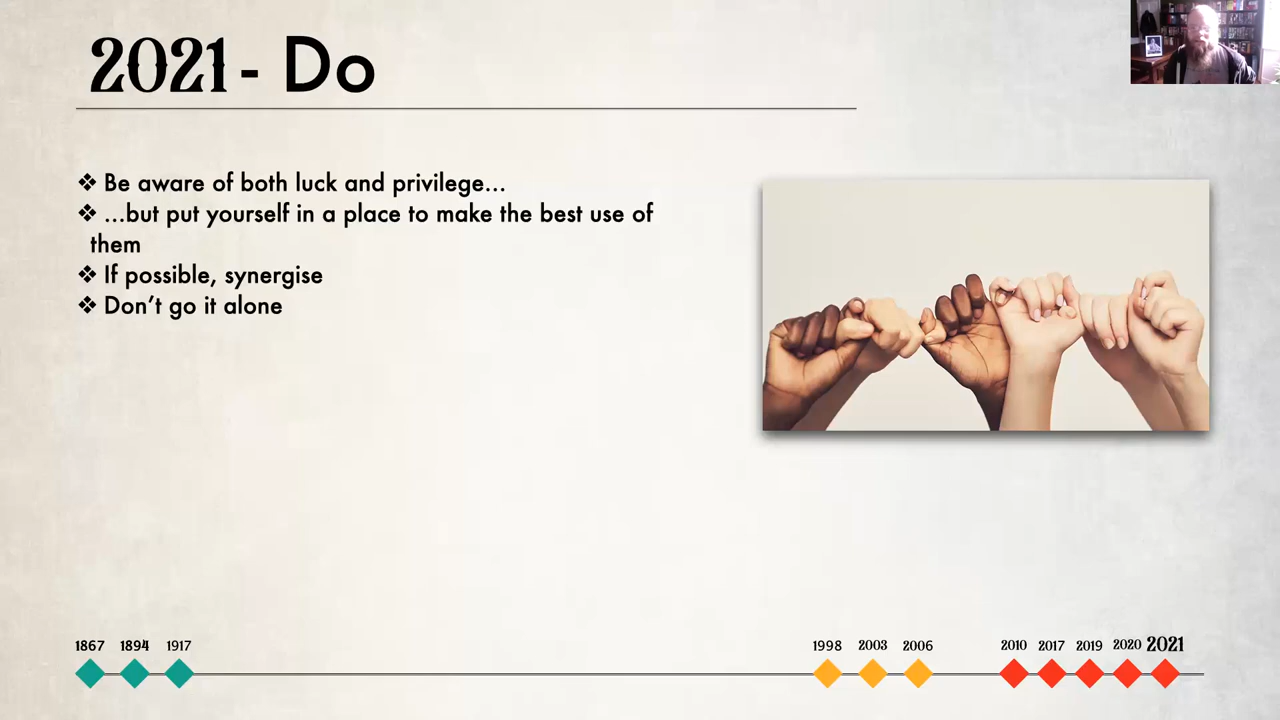 2021 - Do
❖ Be aware of both luck and privilege...
❖ ...but put yourself in a place to make the best use of
them
❖ If possible, synergise
❖ Don’t go it alone
1867 1894 1917 1998 2003 2006 2010 2017 2019 2020 2021